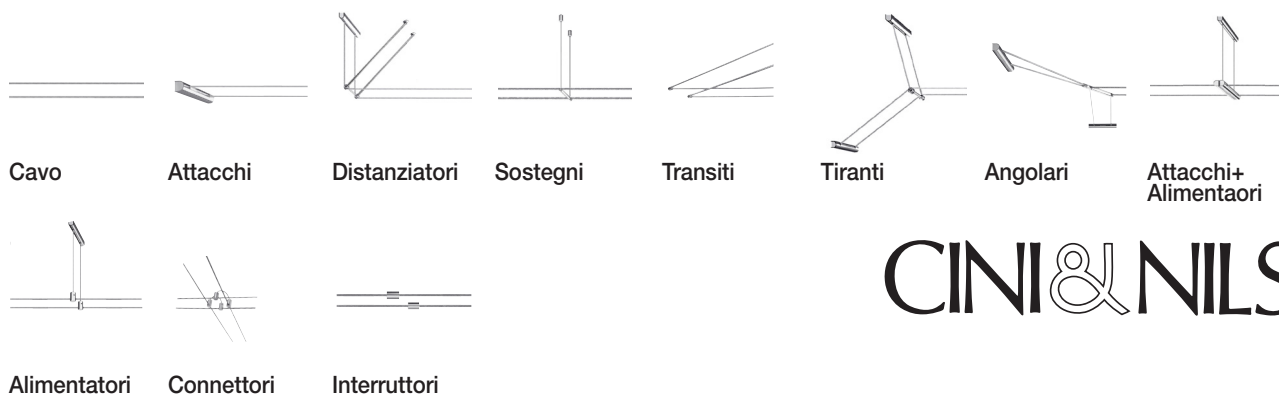 Cavo
Attacchi
Distanziatori
Sostegni
Transiti
Tiranti
Angolari
Attacchi+
Alimentaori
CINI&NILS
Alimentatori
Connettori
Interruttori